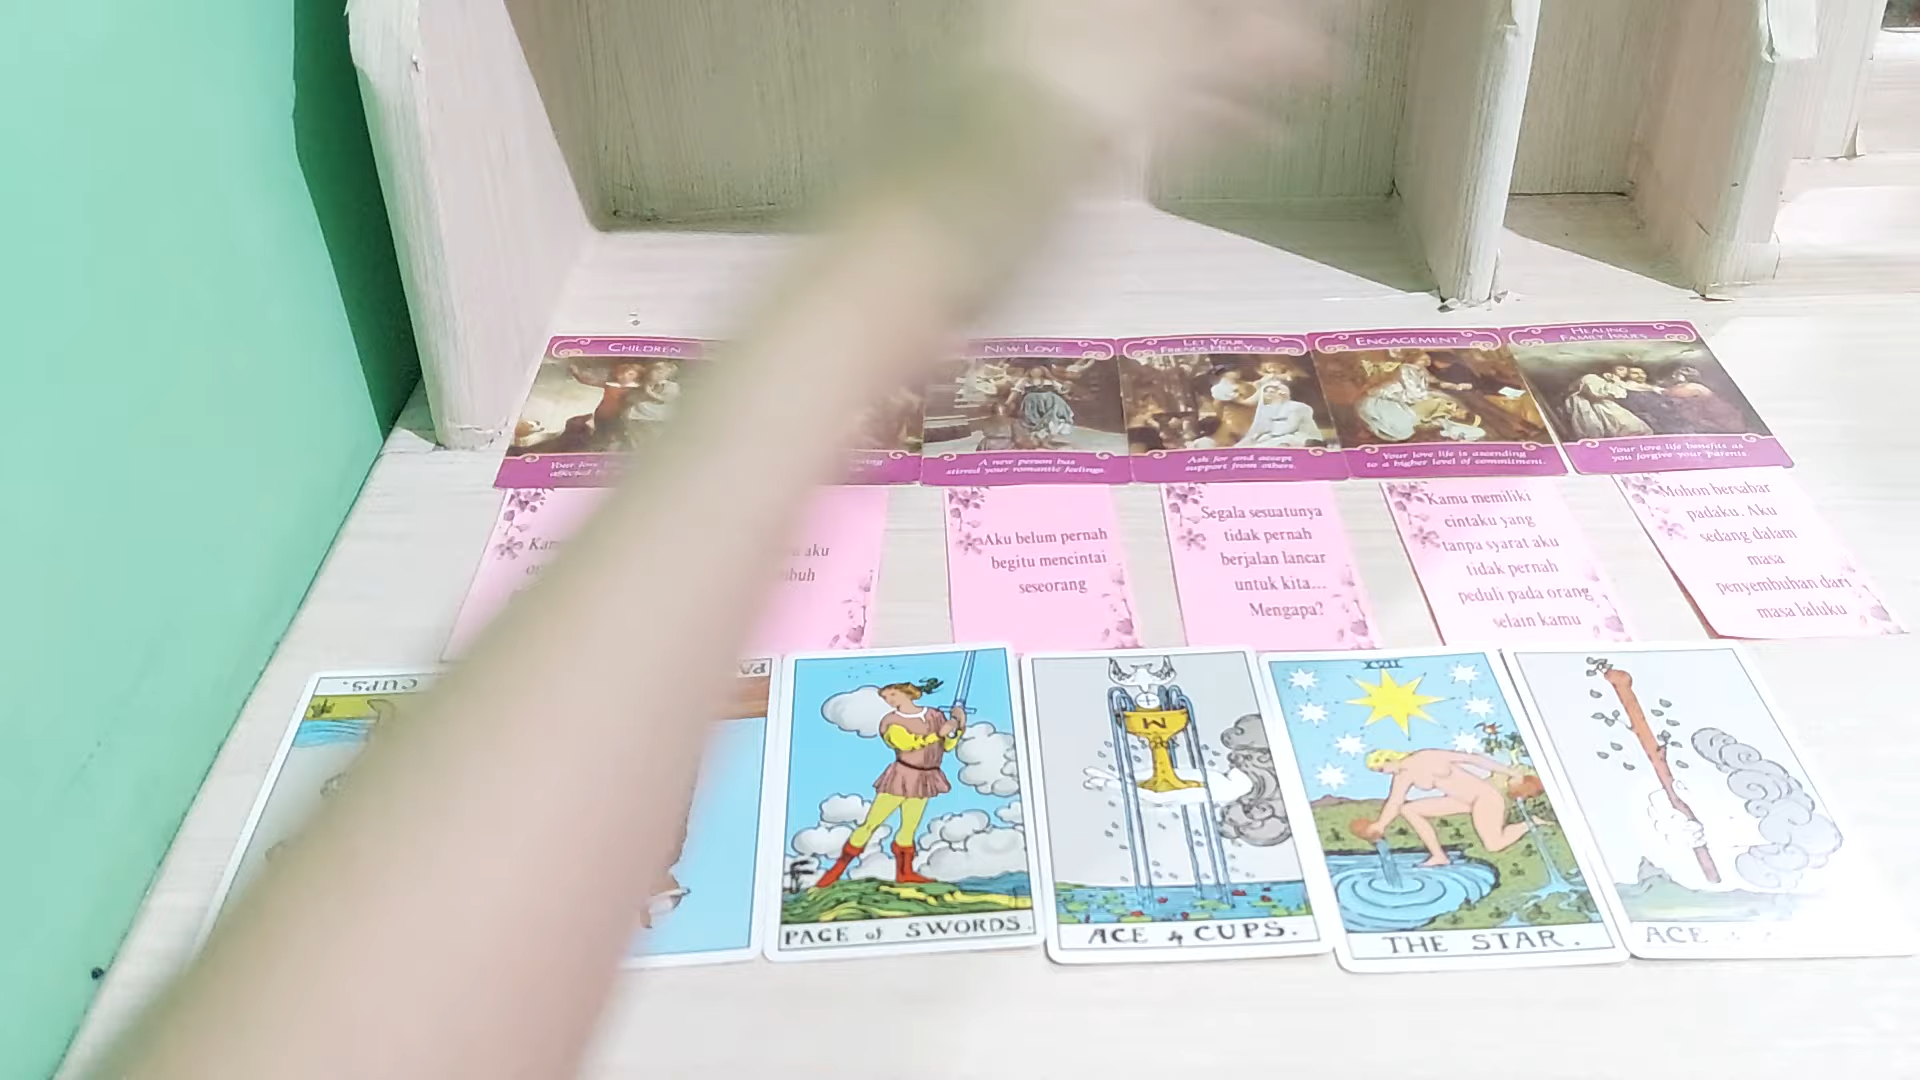 CHILDREN
NEW LOVE
A new person has
stirred your romantic feelings.
LET YOUR
FRIENDS HELP YOU
Ask for and accept
support from others.
ENGAGEMENT
Your love life is ascending
to a higher level of commitment.
HEALING
FAMILY ISSUES
Your love life benefits as
you forgive your parents.
aku
Aku belum pernah
begitu mencintai
seseorang
Segala sesuatunya
tidak pernah
berjalan lancar
untuk kita...
Mengapa?
Kamu memiliki
cintaku yang
tanpa syarat aku
tidak pernah
peduli pada orang
selain kamu
Mohon bersabar
padaku. Aku
sedang dalam
masa
penyembuhan dari
masa laluku
CUPS.
PAGE of SWORDS.
ACE of CUPS.
XVII
THE STAR.
ACE